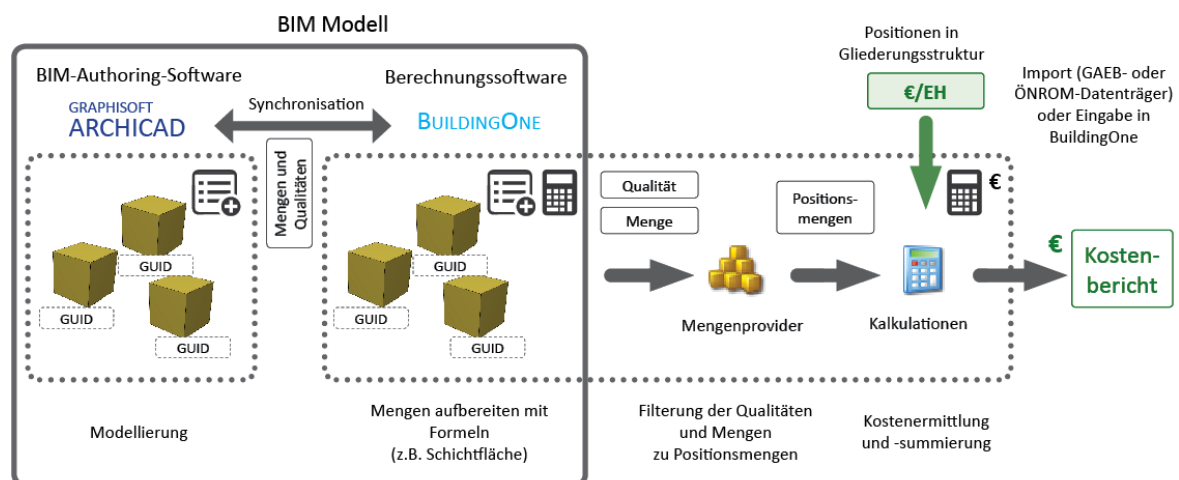 BIM Modell
BIM-Authoring-Software
GRAPHISOFT
ARCHICAD
Synchronisation
Mengen und
Qualitäten
Berechnungssoftware
BUILDINGONE
GUID
GUID
GUID
GUID
GUID
GUID
Modellierung
Mengen aufbereiten mit
Formeln
(z.B. Schichtfläche)
Qualität
Menge
Mengenprovider
Filterung der Qualitäten
und Mengen
zu Positionsmengen
Positions-
mengen
Positionen in
Gliederungsstruktur
€/EH
Import (GAEB- oder
ÖNROM-Datenträger)
oder Eingabe in
BuildingOne
€
Kalkulationen
Kostenermittlung
und -summierung
€
Kosten-
bericht